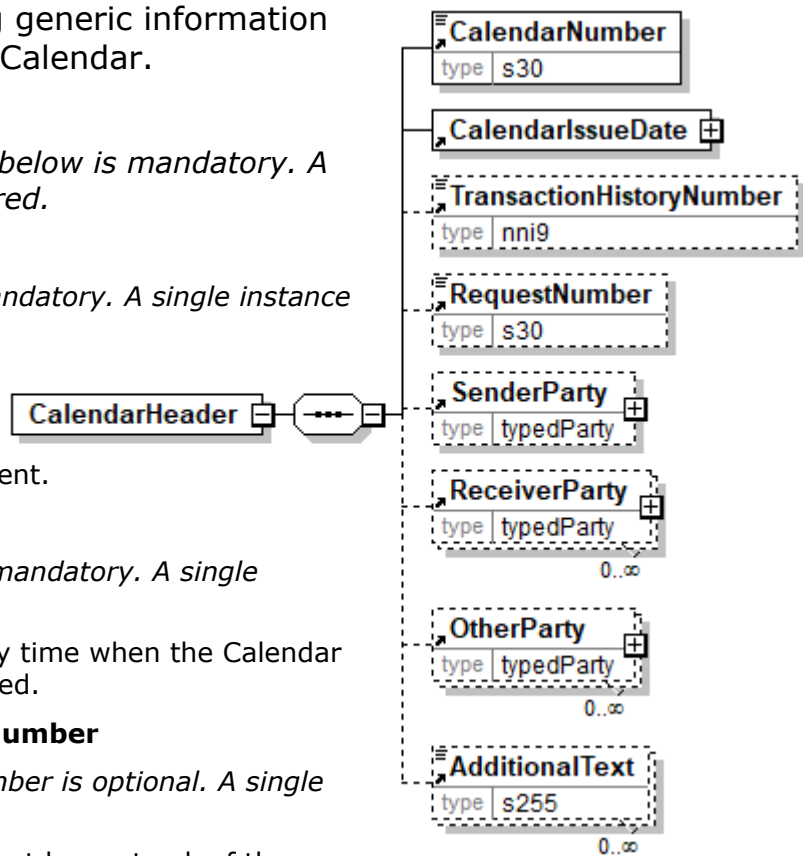 g generic information
Calendar.
below is mandatory. A
red.
andatory. A single instance
ent.
mandatory. A single
y time when the Calendar
ed.
umber
mber is optional. A single
CalendarHeader
CalendarNumber
type s30
CalendarIssueDate
TransactionHistoryNumber
type nni9
RequestNumber
type s30
SenderParty
type typedParty
ReceiverParty
type typedParty
0..∞
OtherParty
type typedParty
0..∞
AdditionalText
type s255
0..∞